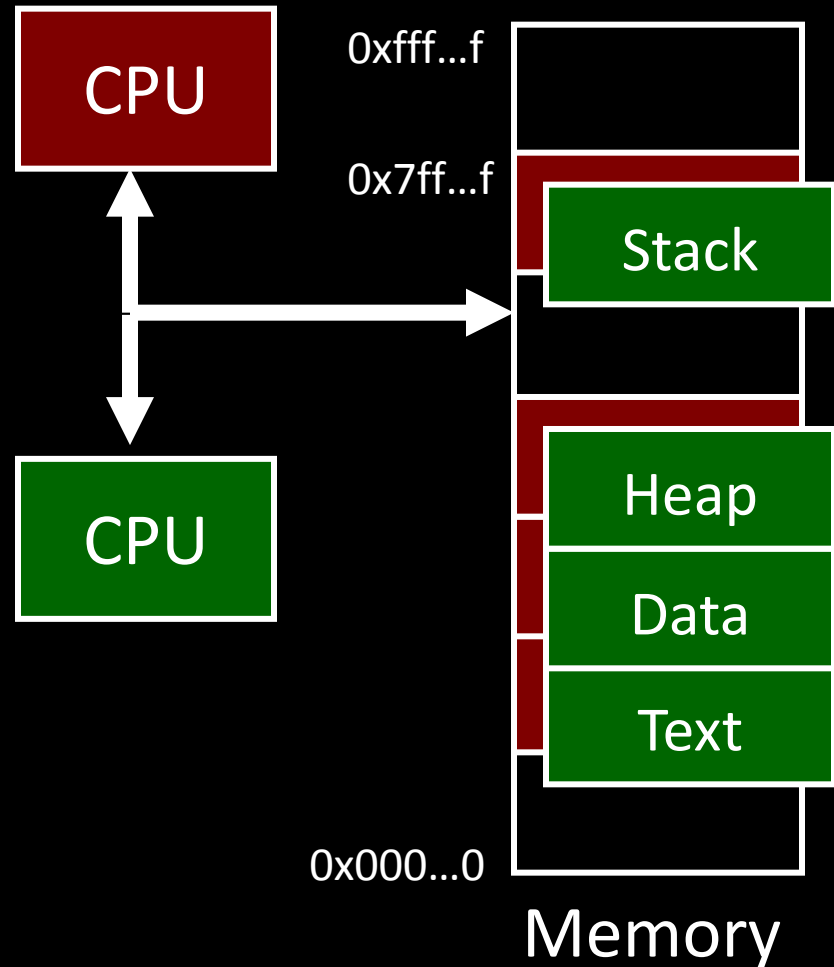 CPU
0xfff...f
0x7ff...f
Stack
Heap
CPU
Data
Text
0x000...0
Memory